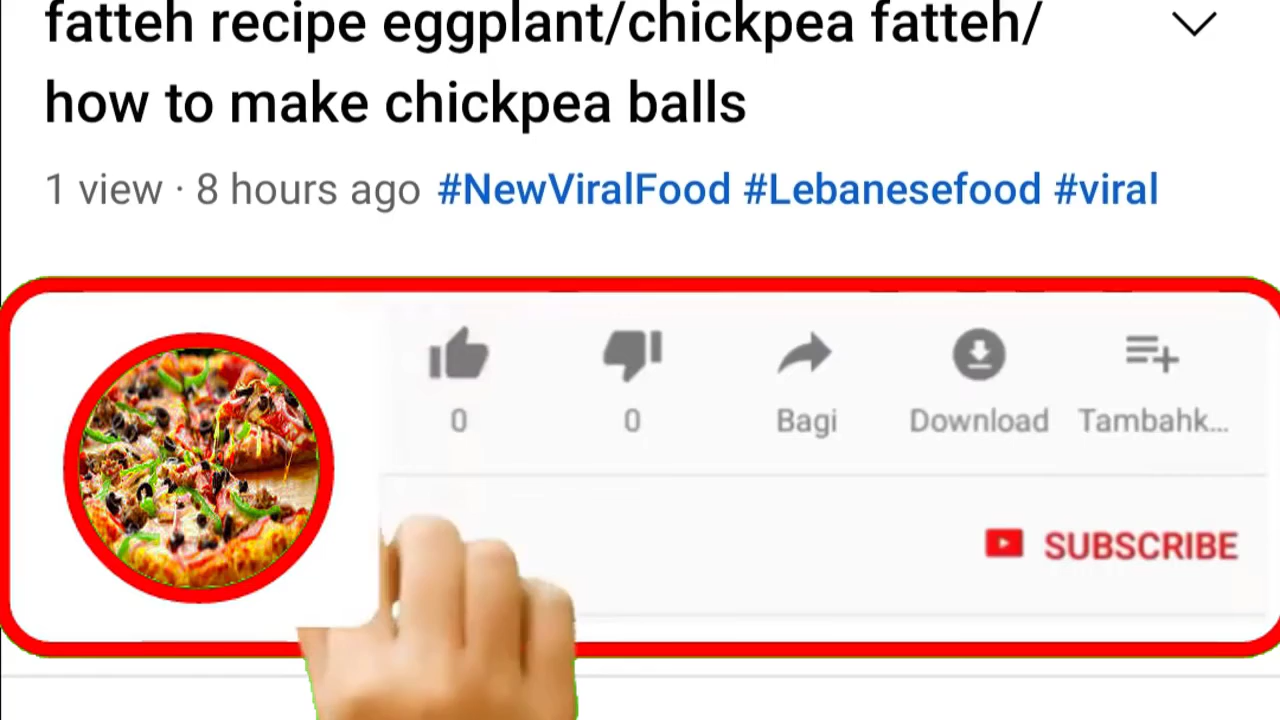 fatteh recipe eggplant/chickpea fatteh/
how to make chickpea balls
1 view · 8 hours ago #NewViralFood #Lebanesefood #viral
0 0 Bagi Download Tambahk...
SUBSCRIBE